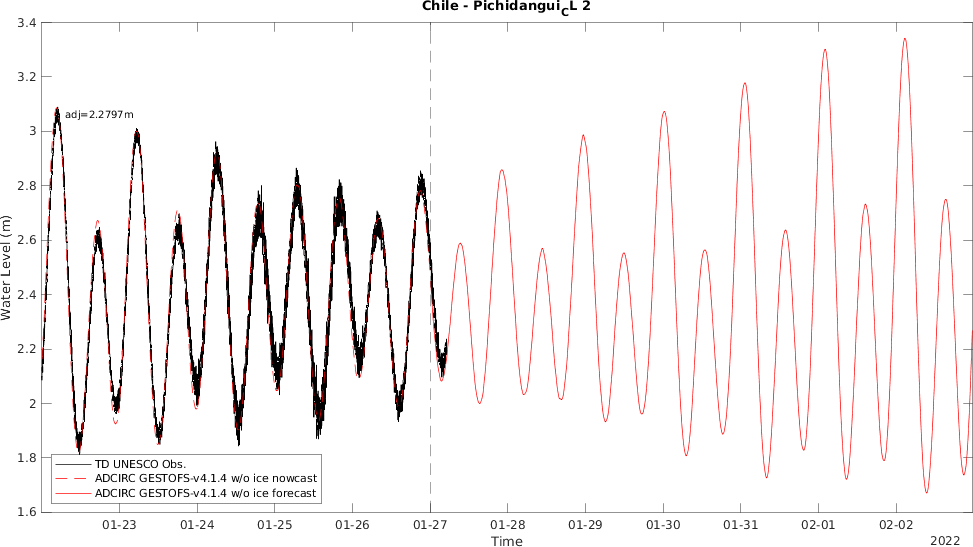 Chile - PichidanguiCL 2
3.4
3.2
3
2.8
2.6
2.4
2.2
2
1.8
1.6
Water Level (m)
adj=2.2797m
TD UNESCO Obs.
ADCIRC GESTOFS-v4.1.4 w/o ice nowcast
ADCIRC GESTOFS-v4.1.4 w/o ice forecast
01-23 01-24 01-25 01-26 01-27 01-28 01-29 01-30 01-31 02-01 02-02
Time
2022